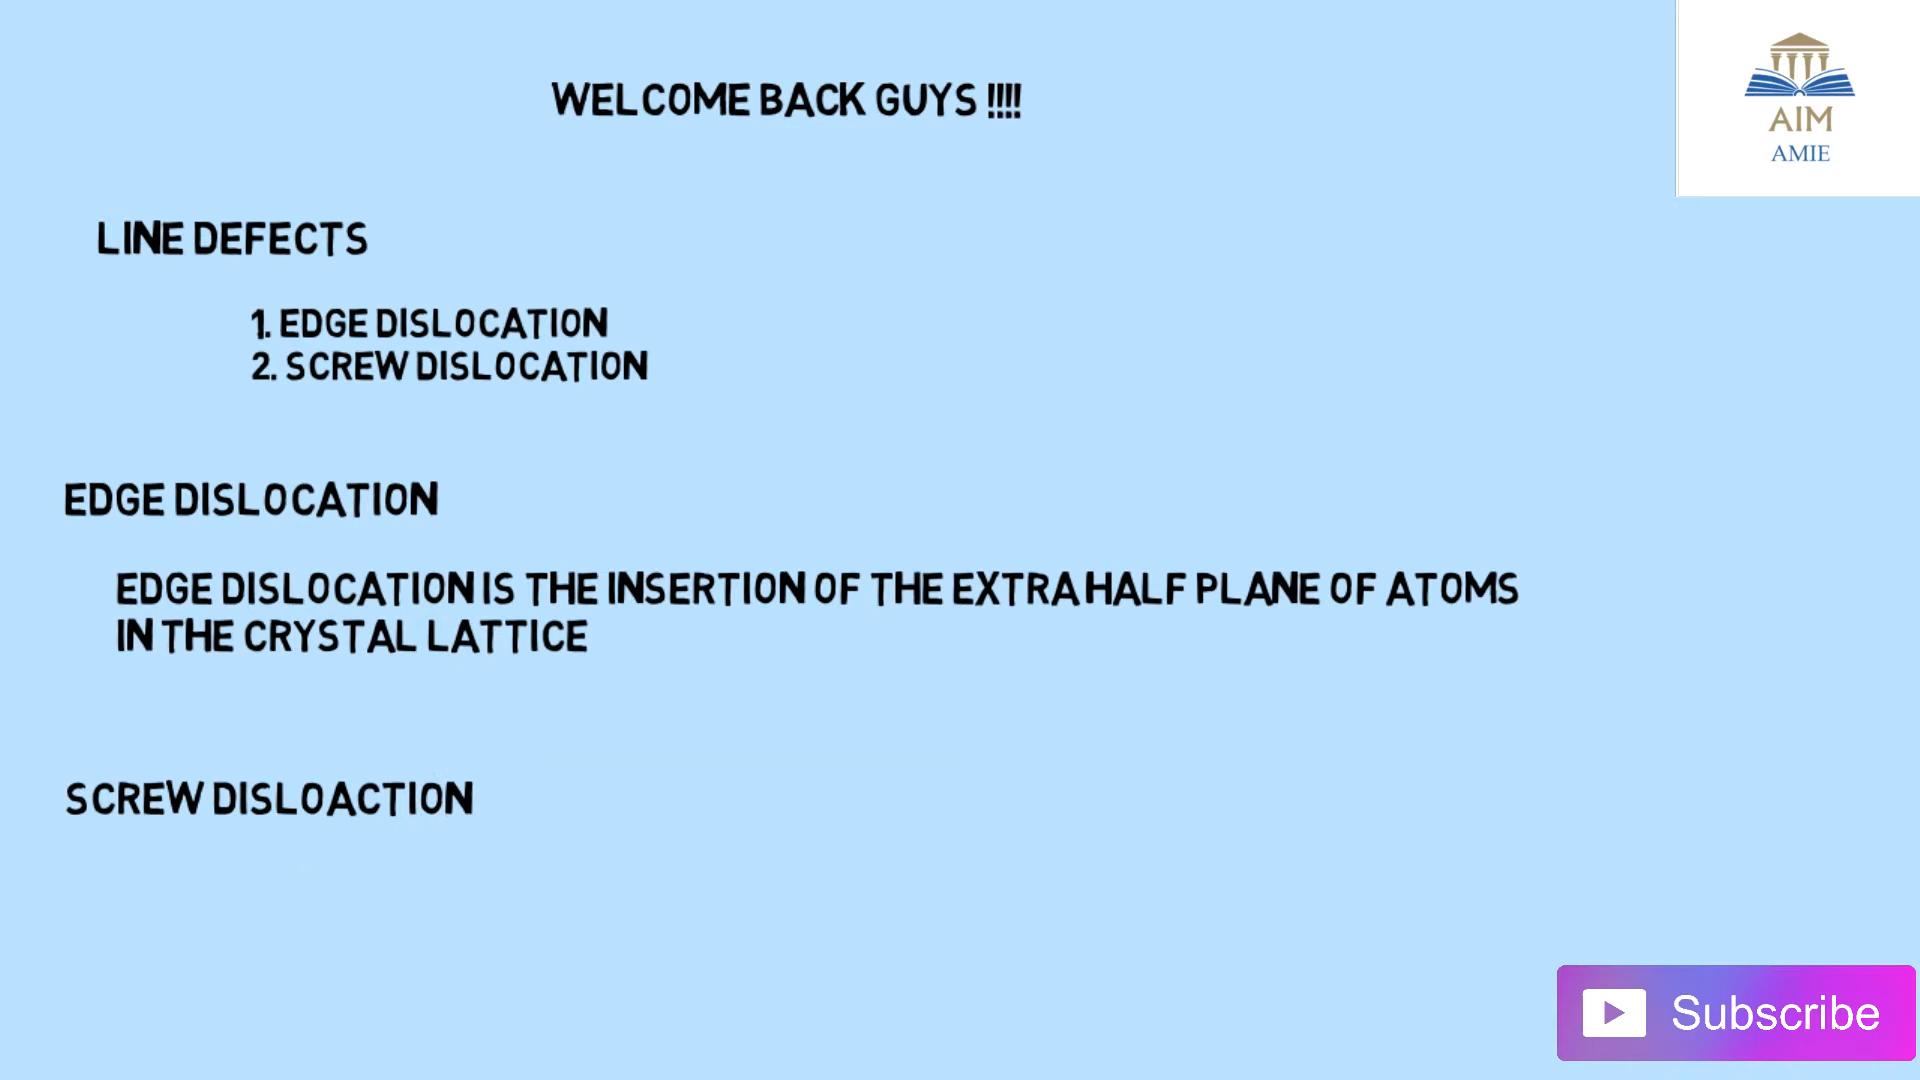 WELCOME BACK GUYS !!!!
AIM
AMIE
LINE DEFECTS
1. EDGE DISLOCATION
2. SCREW DISLOCATION
EDGE DISLOCATION
EDGE DISLOCATION IS THE INSERTION OF THE EXTRA HALF PLANE OF ATOMS
IN THE CRYSTAL LATTICE
SCREW DISLOACTION
Subscribe